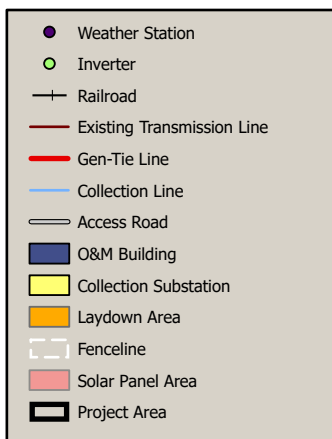 Weather Station
Inverter
Railroad
Existing Transmission Line
Gen-Tie Line
Collection Line
Access Road
O&M Building
Collection Substation
Laydown Area
Fenceline
Solar Panel Area
Project Area